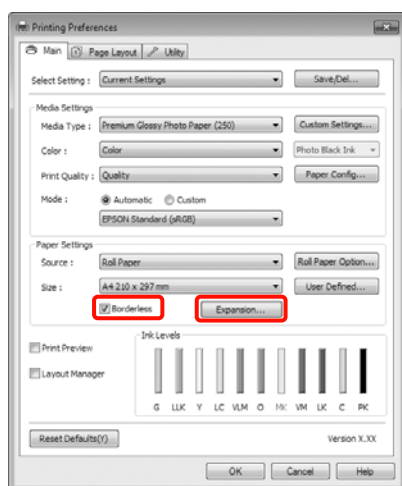 Printing Preferences
Main Page Layout Utility
Select Setting : Current Settings Save/Del...
Media Settings
Media Type : Premium Glossy Photo Paper (250) Custom Settings...
Color : Color Photo Black Ink
Print Quality : Quality Paper Config...
Mode : Automatic Custom
EPSON Standard (sRGB)
Paper Settings
Source : Roll Paper Roll Paper Option...
Size : A4 210 x 297 mm User Defined...
Borderless Expansion...
Ink Levels
Print Preview
Layout Manager
G LLK Y LC VLM O MK VM LK C PK
Reset Defaults(Y) Version X.XX
OK Cancel Help